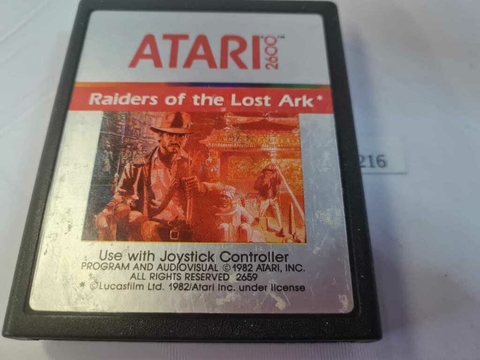 ATARI® 2600™
Raiders of the Lost Ark*
Use with Joystick Controller
PROGRAM AND AUDIOVISUAL © 1982 ATARI, INC.
ALL RIGHTS RESERVED 2659
*©Lucasfilm Ltd. 1982/Atari Inc. under license
216